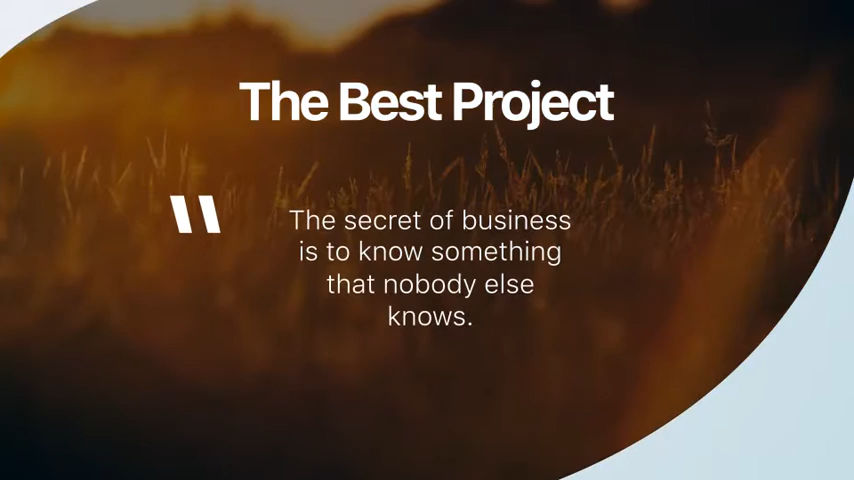 The Best Project
"
The secret of business
is to know something
that nobody else
knows.